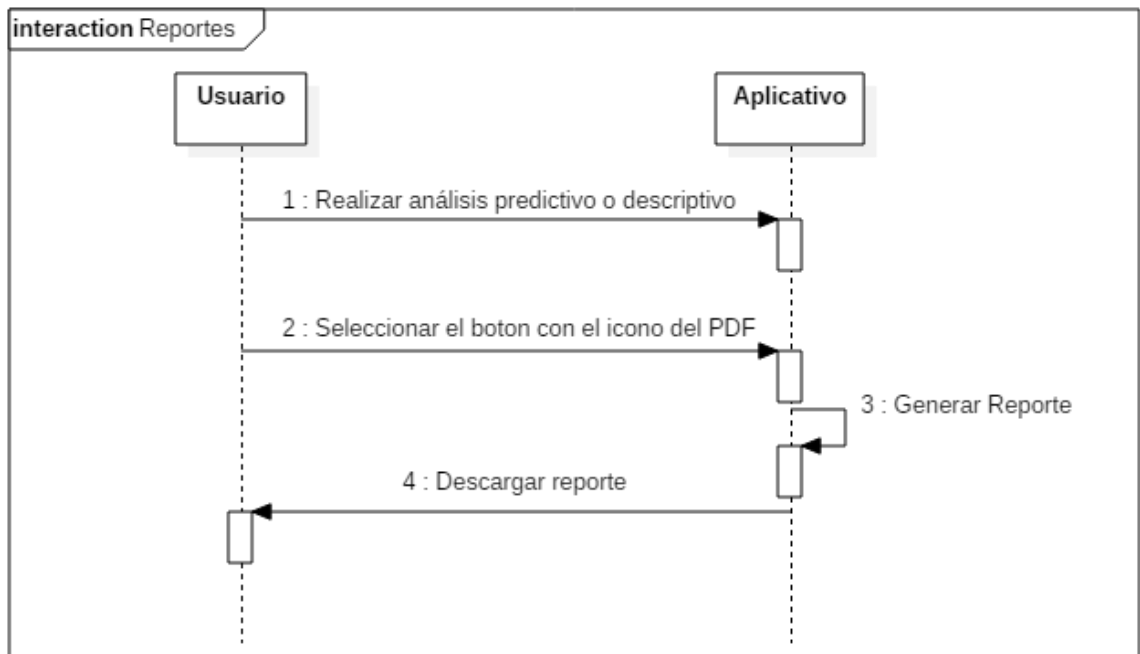 interaction Reportes
Usuario
Aplicativo
1 : Realizar análisis predictivo o descriptivo
2 : Seleccionar el boton con el icono del PDF
3 : Generar Reporte
4 : Descargar reporte